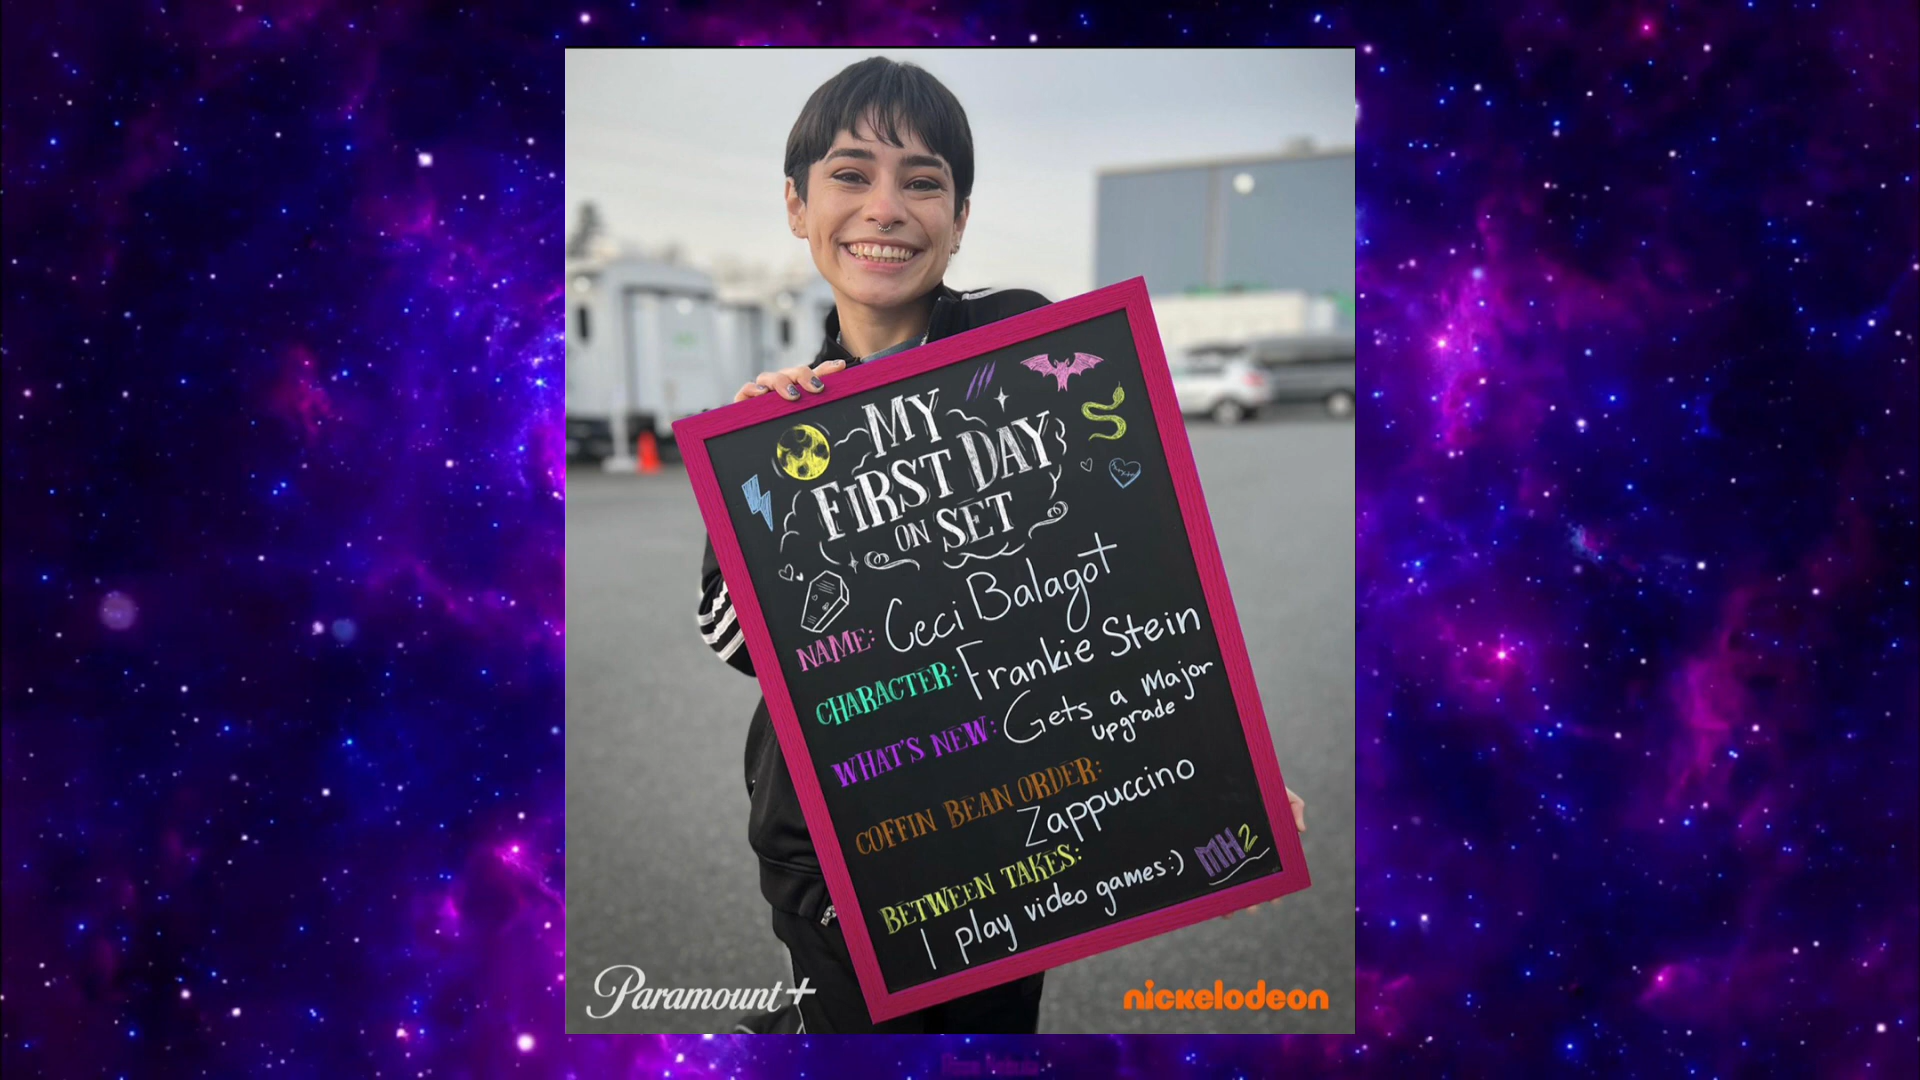 MY
FIRST DAY
ON SET
NAME: Ceci Balagot
CHARACTER: Frankie Stein
WHAT'S NEW: Gets a Major
upgrade
COFFIN BEAN ORDER:
Zappuccino
BETWEEN TAKES:
I play video games:)
MH2
Paramount+
nickelodeon